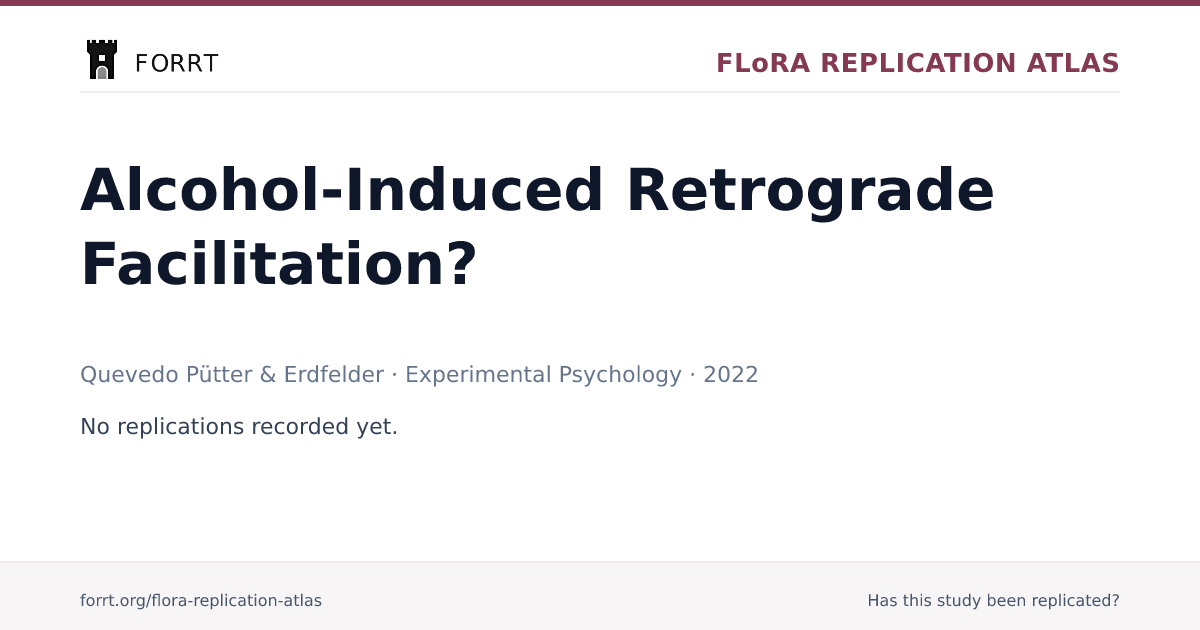 FORRT
FLoRA REPLICATION ATLAS
Alcohol-Induced Retrograde
Facilitation?
Quevedo Pütter & Erdfelder · Experimental Psychology · 2022
No replications recorded yet.
forrt.org/flora-replication-atlas
Has this study been replicated?